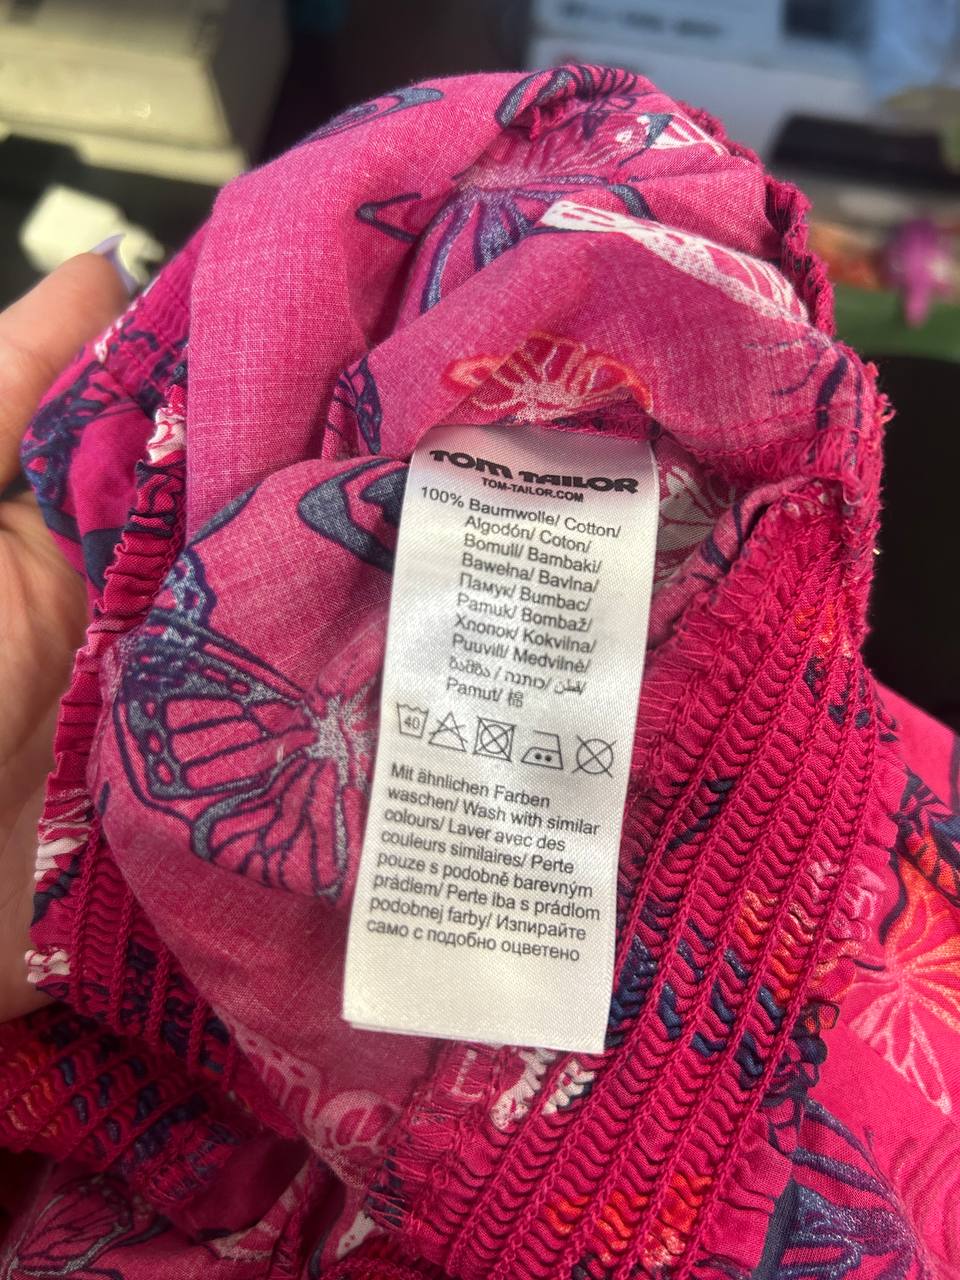 TOM TAILOR
TOM-TAILOR.COM
100% Baumwolle/ Cotton/
Algodón/ Coton/
Bomull/ Bambaki/
Bawełna/ Bavlna/
Памук/ Bumbac/
Pamuk/ Bombaž/
Хлопок/ Kokvilna/
Puuvill/ Medvilnė/
ბამბა / כותנה / قطن/
Pamut/ 棉
40
Mit ähnlichen Farben
waschen/ Wash with similar
colours/ Laver avec des
couleurs similaires/ Perte
pouze s podobně barevným
prádlem/ Perte iba s prádlom
podobnej farby/ Изпирайте
само с подобно оцветено